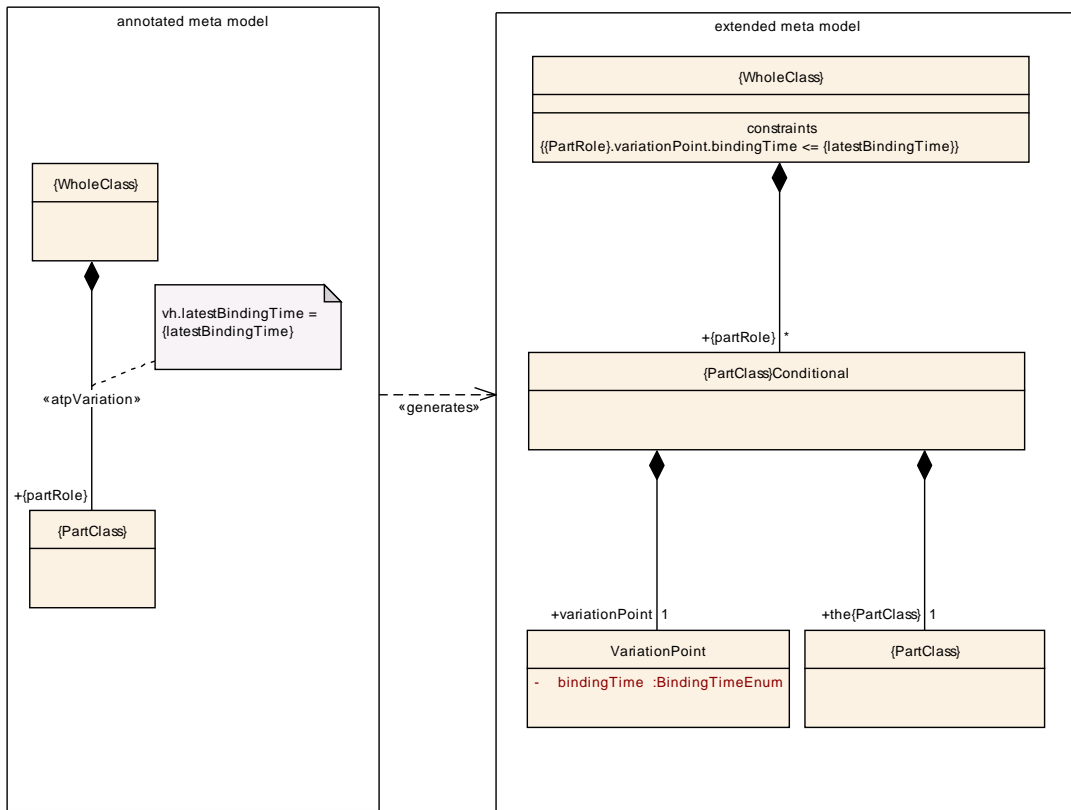 annotated meta model
{WholeClass}
vh.latestBindingTime =
{latestBindingTime}
«atpVariation»
+{partRole}
{PartClass}
«generates»
extended meta model
{WholeClass}
constraints
{{PartRole}.variationPoint.bindingTime <= {latestBindingTime}}
+{partRole} *
{PartClass}Conditional
+variationPoint 1
+the{PartClass} 1
VariationPoint
- bindingTime :BindingTimeEnum
{PartClass}